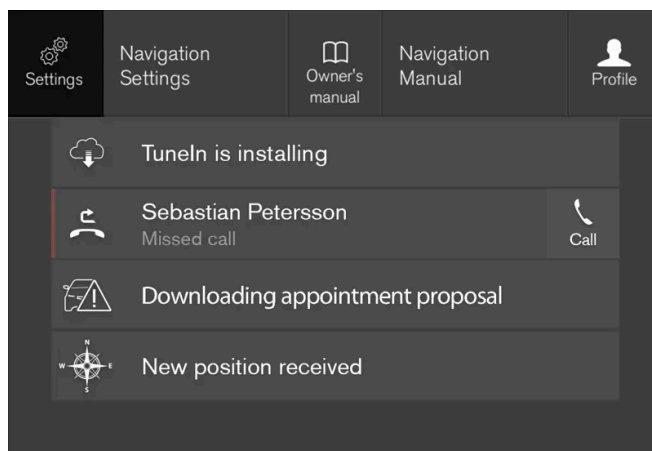 Settings
Navigation
Settings
Owner's
manual
Navigation
Manual
Profile
TuneIn is installing
Sebastian Petersson
Missed call
Call
Downloading appointment proposal
N
W
E
S
New position received